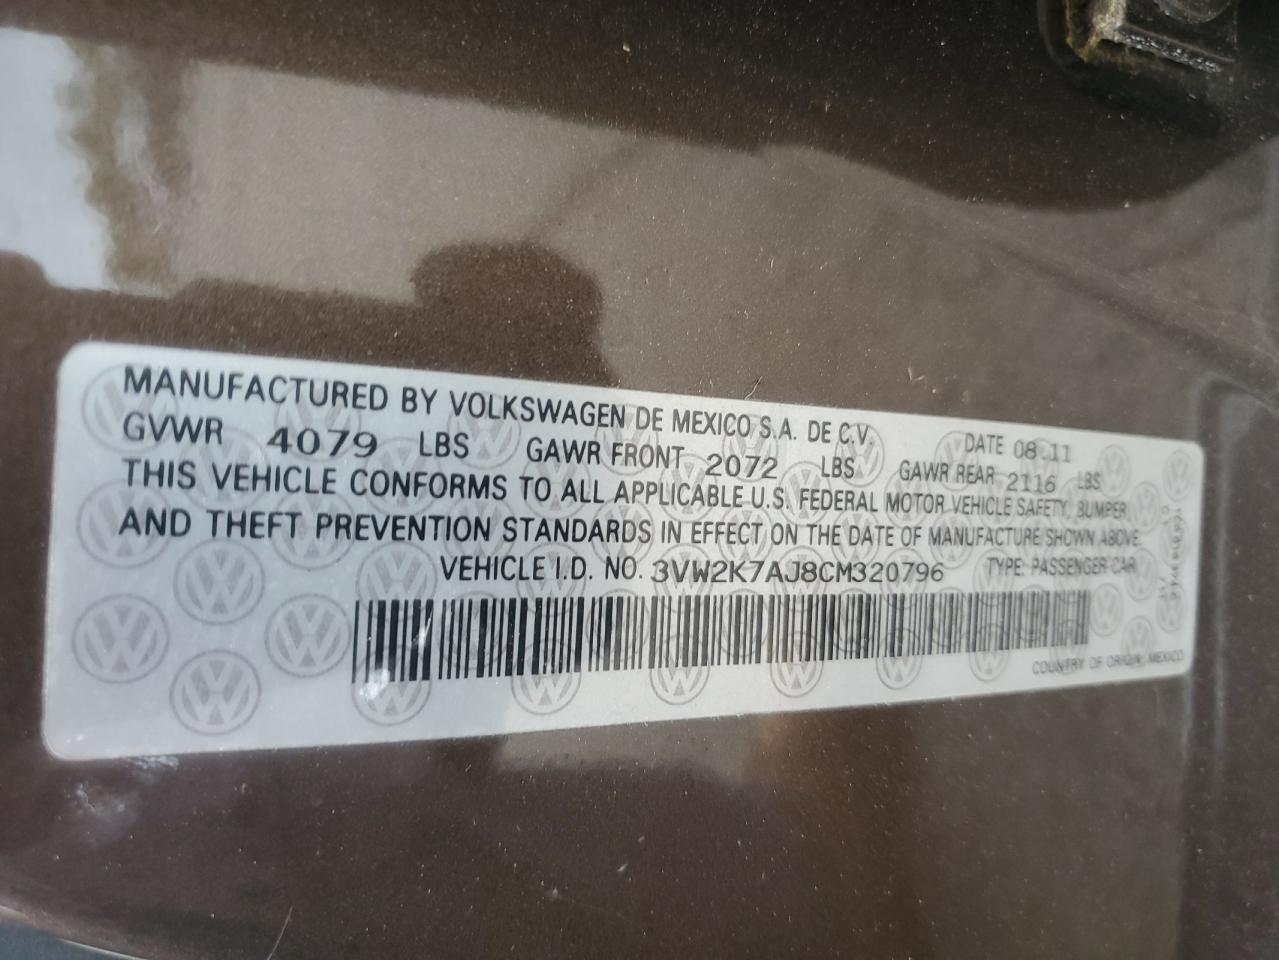 MANUFACTURED BY VOLKSWAGEN DE MEXICO S.A. DE C.V. DATE 08.11
GVWR 4079 LBS GAWR FRONT 2072 LBS GAWR REAR 2116 LBS
THIS VEHICLE CONFORMS TO ALL APPLICABLE U.S. FEDERAL MOTOR VEHICLE SAFETY, BUMPER
AND THEFT PREVENTION STANDARDS IN EFFECT ON THE DATE OF MANUFACTURE SHOWN ABOVE.
VEHICLE I.D. NO. 3VW2K7AJ8CM320796 TYPE: PASSENGER CAR
COUNTRY OF ORIGIN: MEXICO